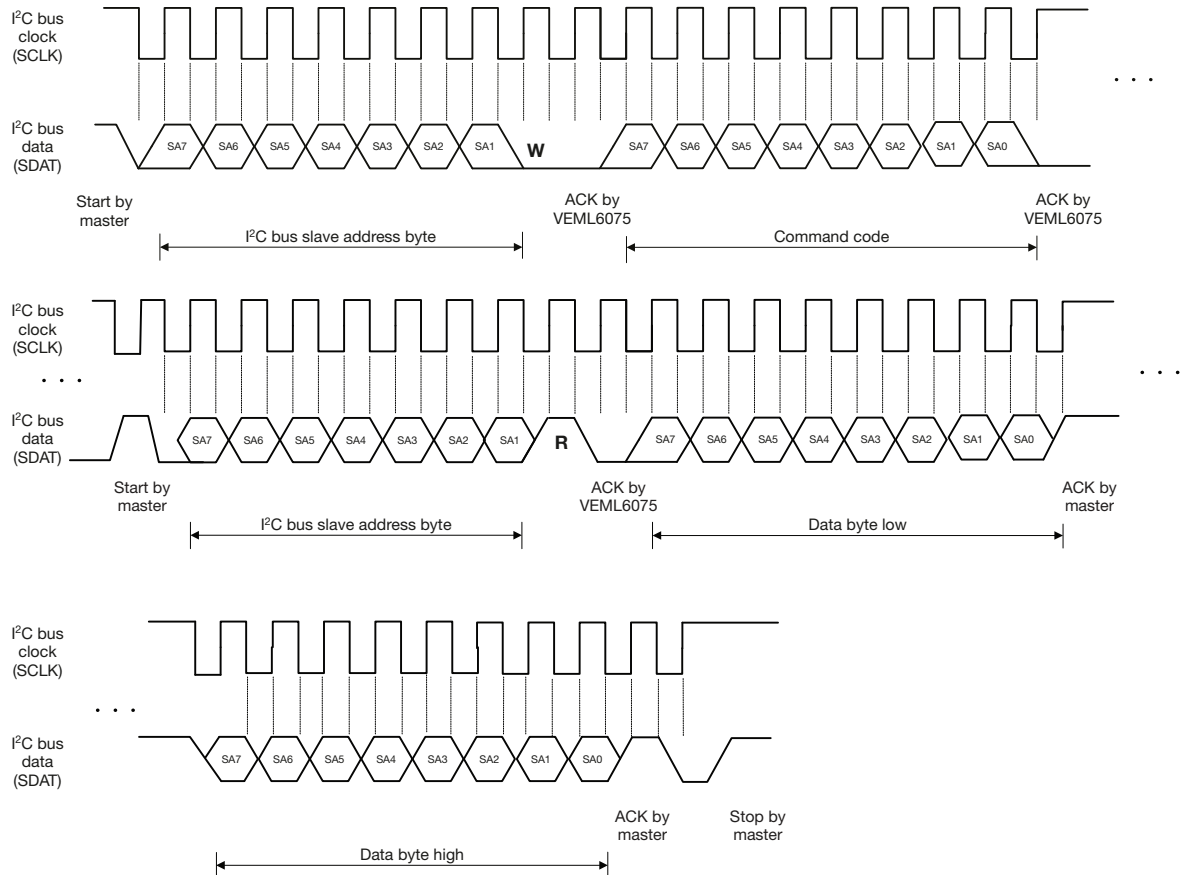 I²C bus
clock
(SCLK)
. . .
I²C bus
data
(SDAT)
SA7 SA6 SA5 SA4 SA3 SA2 SA1 W SA7 SA6 SA5 SA4 SA3 SA2 SA1 SA0
Start by
master
ACK by
VEML6075
ACK by
VEML6075
I²C bus slave address byte
Command code
I²C bus
clock
(SCLK)
. . .
. . .
I²C bus
data
(SDAT)
SA7 SA6 SA5 SA4 SA3 SA2 SA1 R SA7 SA6 SA5 SA4 SA3 SA2 SA1 SA0
Start by
master
ACK by
VEML6075
ACK by
master
I²C bus slave address byte
Data byte low
I²C bus
clock
(SCLK)
. . .
I²C bus
data
(SDAT)
SA7 SA6 SA5 SA4 SA3 SA2 SA1 SA0
ACK by
master
Stop by
master
Data byte high